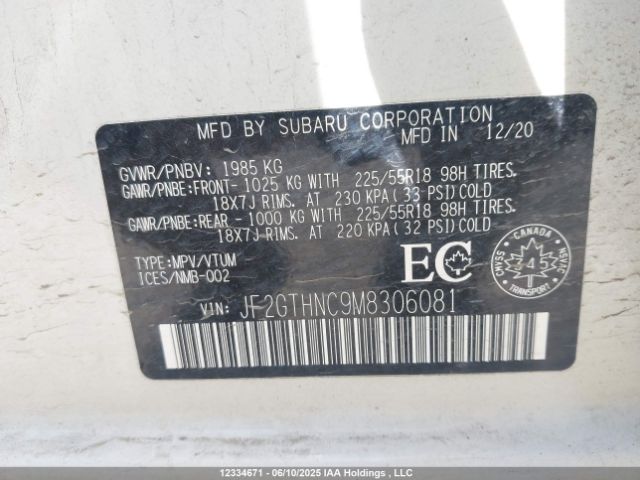 MFD BY SUBARU CORPORATION
MFD IN 12/20
GVWR/PNBV: 1985 KG
GAWR/PNBE:FRONT- 1025 KG WITH 225/55R18 98H TIRES.
18X7J RIMS. AT 230 KPA(33 PSI)COLD
GAWR/PNBE:REAR - 1000 KG WITH 225/55R18 98H TIRES.
18X7J RIMS. AT 220 KPA(32 PSI)COLD
TYPE:MPV/VTUM
ICES/NMB-002
EC
CANADA
CMVSS
NSVAC
4
VIN: JF2GTHNC9M8306081
12334671 - 06/10/2025 IAA Holdings , LLC